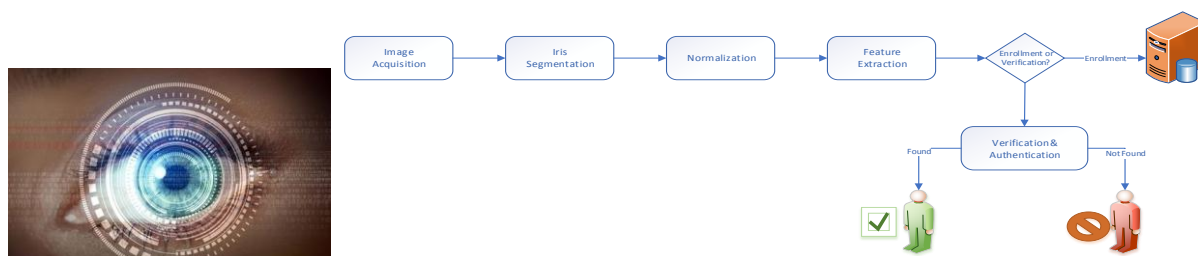 Image
Acquisition
Iris
Segmentation
Normalization
Feature
Extraction
Enrollment or
Verification?
Enrollment
Verification &
Authentication
Found
Not Found